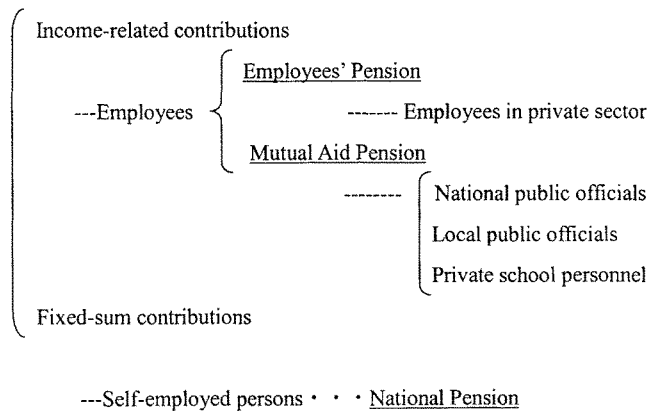 Income-related contributions
Employees' Pension
---Employees
------- Employees in private sector
Mutual Aid Pension
-------- National public officials
Local public officials
Private school personnel
Fixed-sum contributions
---Self-employed persons・・・National Pension